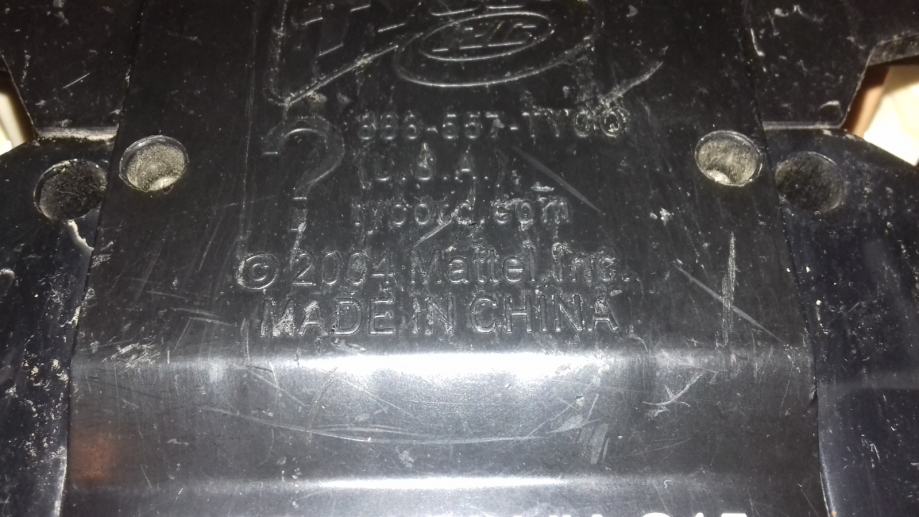 R/C
?
888-557-TYCO
(U.S.A.)
tycorc.com
© 2004 Mattel, Inc.
MADE IN CHINA